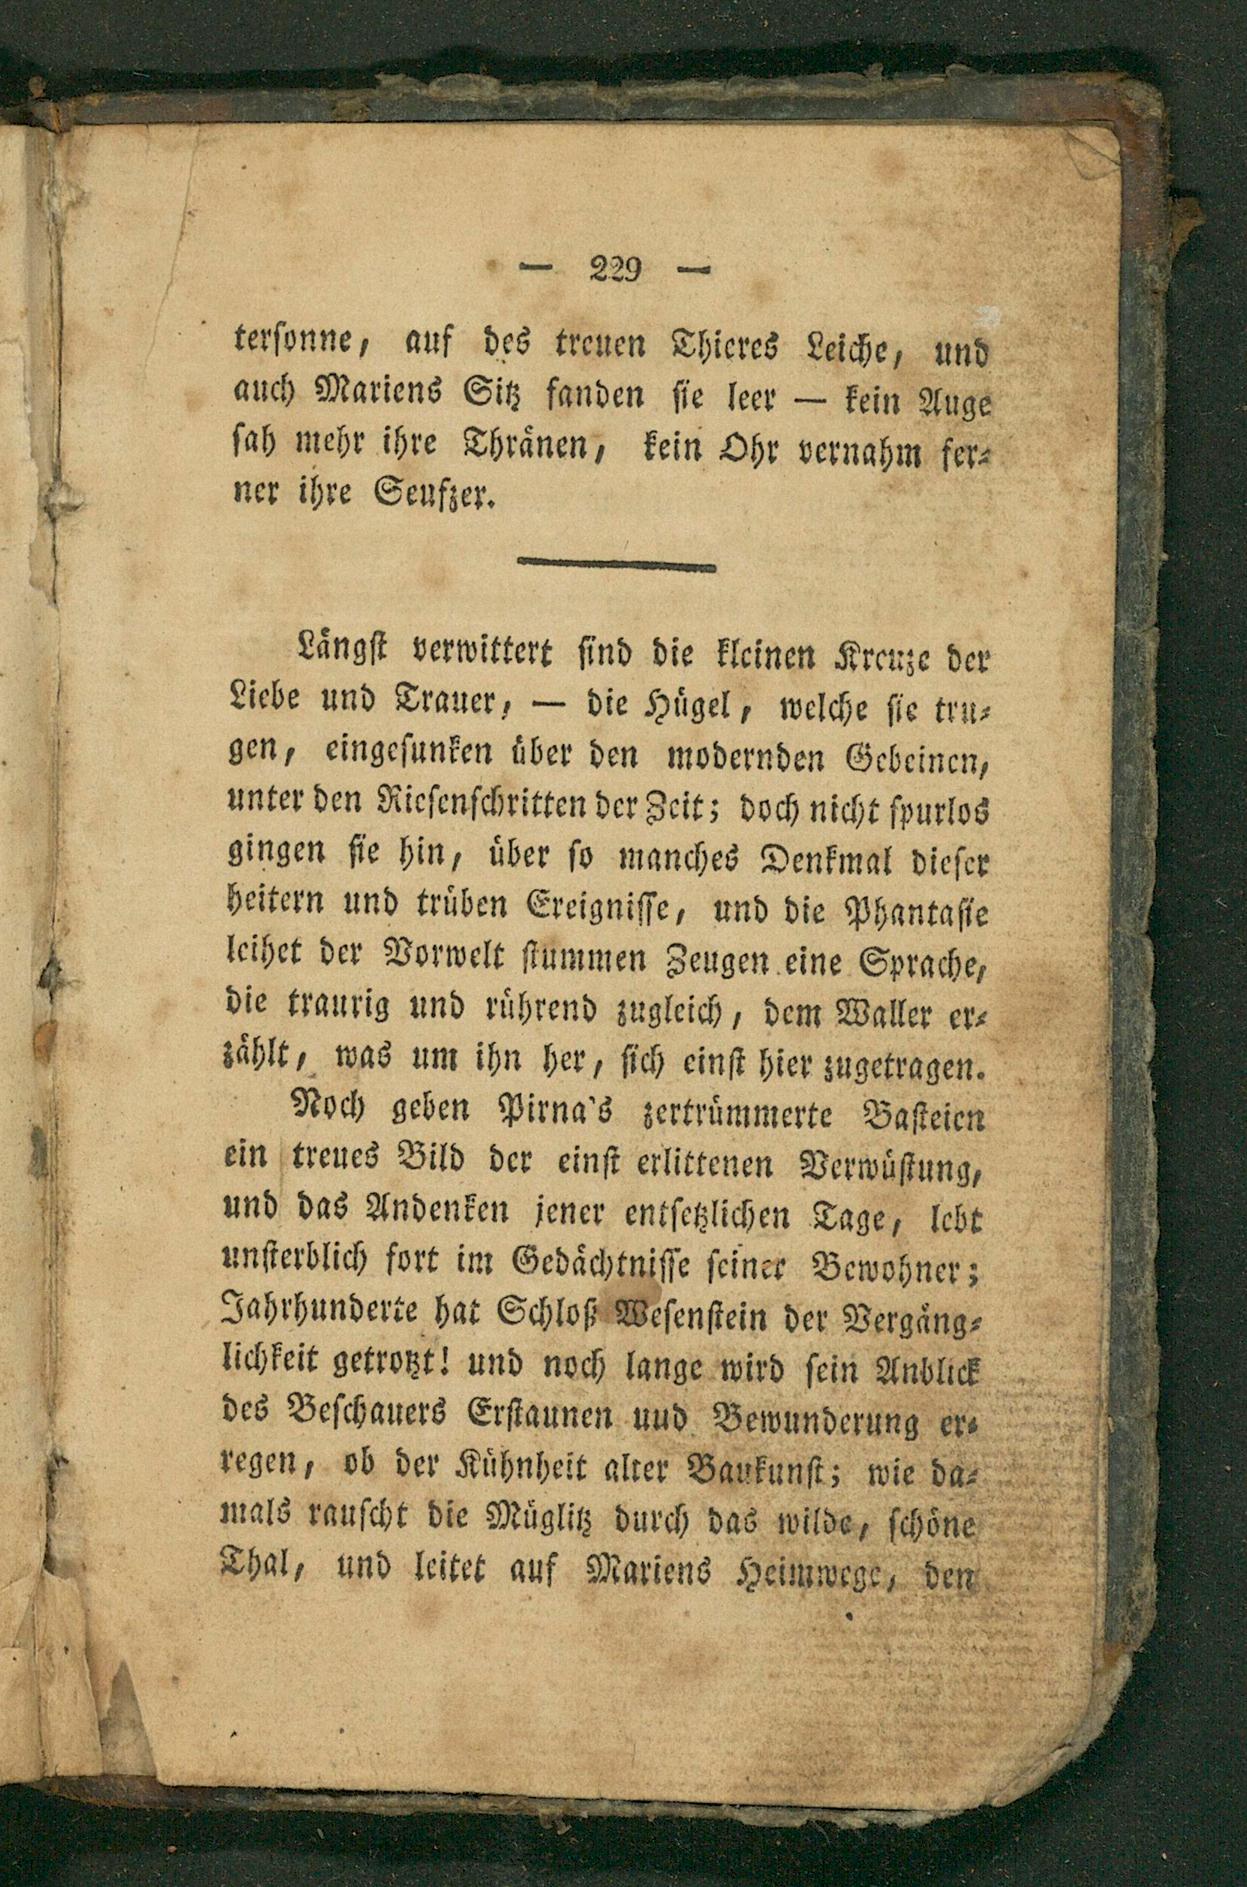 — 229 —
tersonne, auf des treuen Thieres Leiche, und
auch Mariens Sitz fanden sie leer — kein Auge
sah mehr ihre Thränen, kein Ohr vernahm fer-
ner ihre Seufzer.
Längst verwittert sind die kleinen Kreuze der
Liebe und Trauer, — die Hügel, welche sie tru-
gen, eingesunken über den modernden Gebeinen,
unter den Riesenschritten der Zeit; doch nicht spurlos
gingen sie hin, über so manches Denkmal dieser
heitern und trüben Ereignisse, und die Phantasie
leihet der Vorwelt stummen Zeugen eine Sprache,
die traurig und rührend zugleich, dem Waller er-
zählt, was um ihn her, sich einst hier zugetragen.
Noch geben Pirna's zertrümmerte Basteien
ein treues Bild der einst erlittenen Verwüstung,
und das Andenken jener entsetzlichen Tage, lebt
unsterblich fort im Gedächtnisse seiner Bewohner;
Jahrhunderte hat Schloß Wesenstein der Vergäng-
lichkeit getrotzt! und noch lange wird sein Anblick
des Beschauers Erstaunen uud Bewunderung er-
regen, ob der Kühnheit alter Baukunst; wie da-
mals rauscht die Müglitz durch das wilde, schöne
Thal, und leitet auf Mariens Heimwege, den